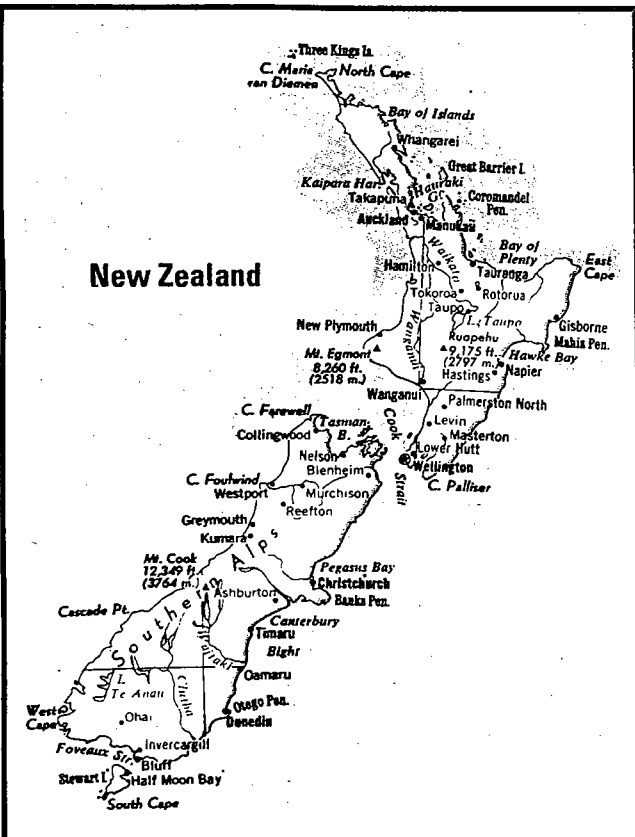 Three Kings Is.
C. Maria
van Diemen
North Cape
Bay of Islands
Whangarei
Great Barrier I.
Kaipara Har.
Hauraki
G.
Takapuna
Coromandel
Pen.
Auckland
Manukau
Waikato
Bay of
Plenty
East
Cape
Hamilton
Tauranga
New Zealand
Tokoroa
Rotorua
Taupo
L. Taupo
Gisborne
Mahia Pen.
New Plymouth
Wanganui
Ruapehu
9,175 ft.
(2797 m.)
Mt. Egmont
8,260 ft.
(2518 m.)
Hawke Bay
Napier
Hastings
Wanganui
Palmerston North
C. Farewell
Tasman
B.
Cook
Strait
Levin
Collingwood
Masterton
Nelson
Lower Hutt
Blenheim
Wellington
C. Palliser
C. Foulwind
Westport
Murchison
Reefton
Greymouth
Kumara
Mt. Cook
12,349 ft.
(3764 m.)
Southern Alps
Pegasus Bay
Christchurch
Ashburton
Banks Pen.
Cascade Pt.
Canterbury
Bight
Timaru
Waitaki
Oamaru
L.
Te Anau
Clutha
West
Cape
Otago Pen.
Ohai
Dunedin
Foveaux Str.
Invercargill
Bluff
Stewart I.
Half Moon Bay
South Cape